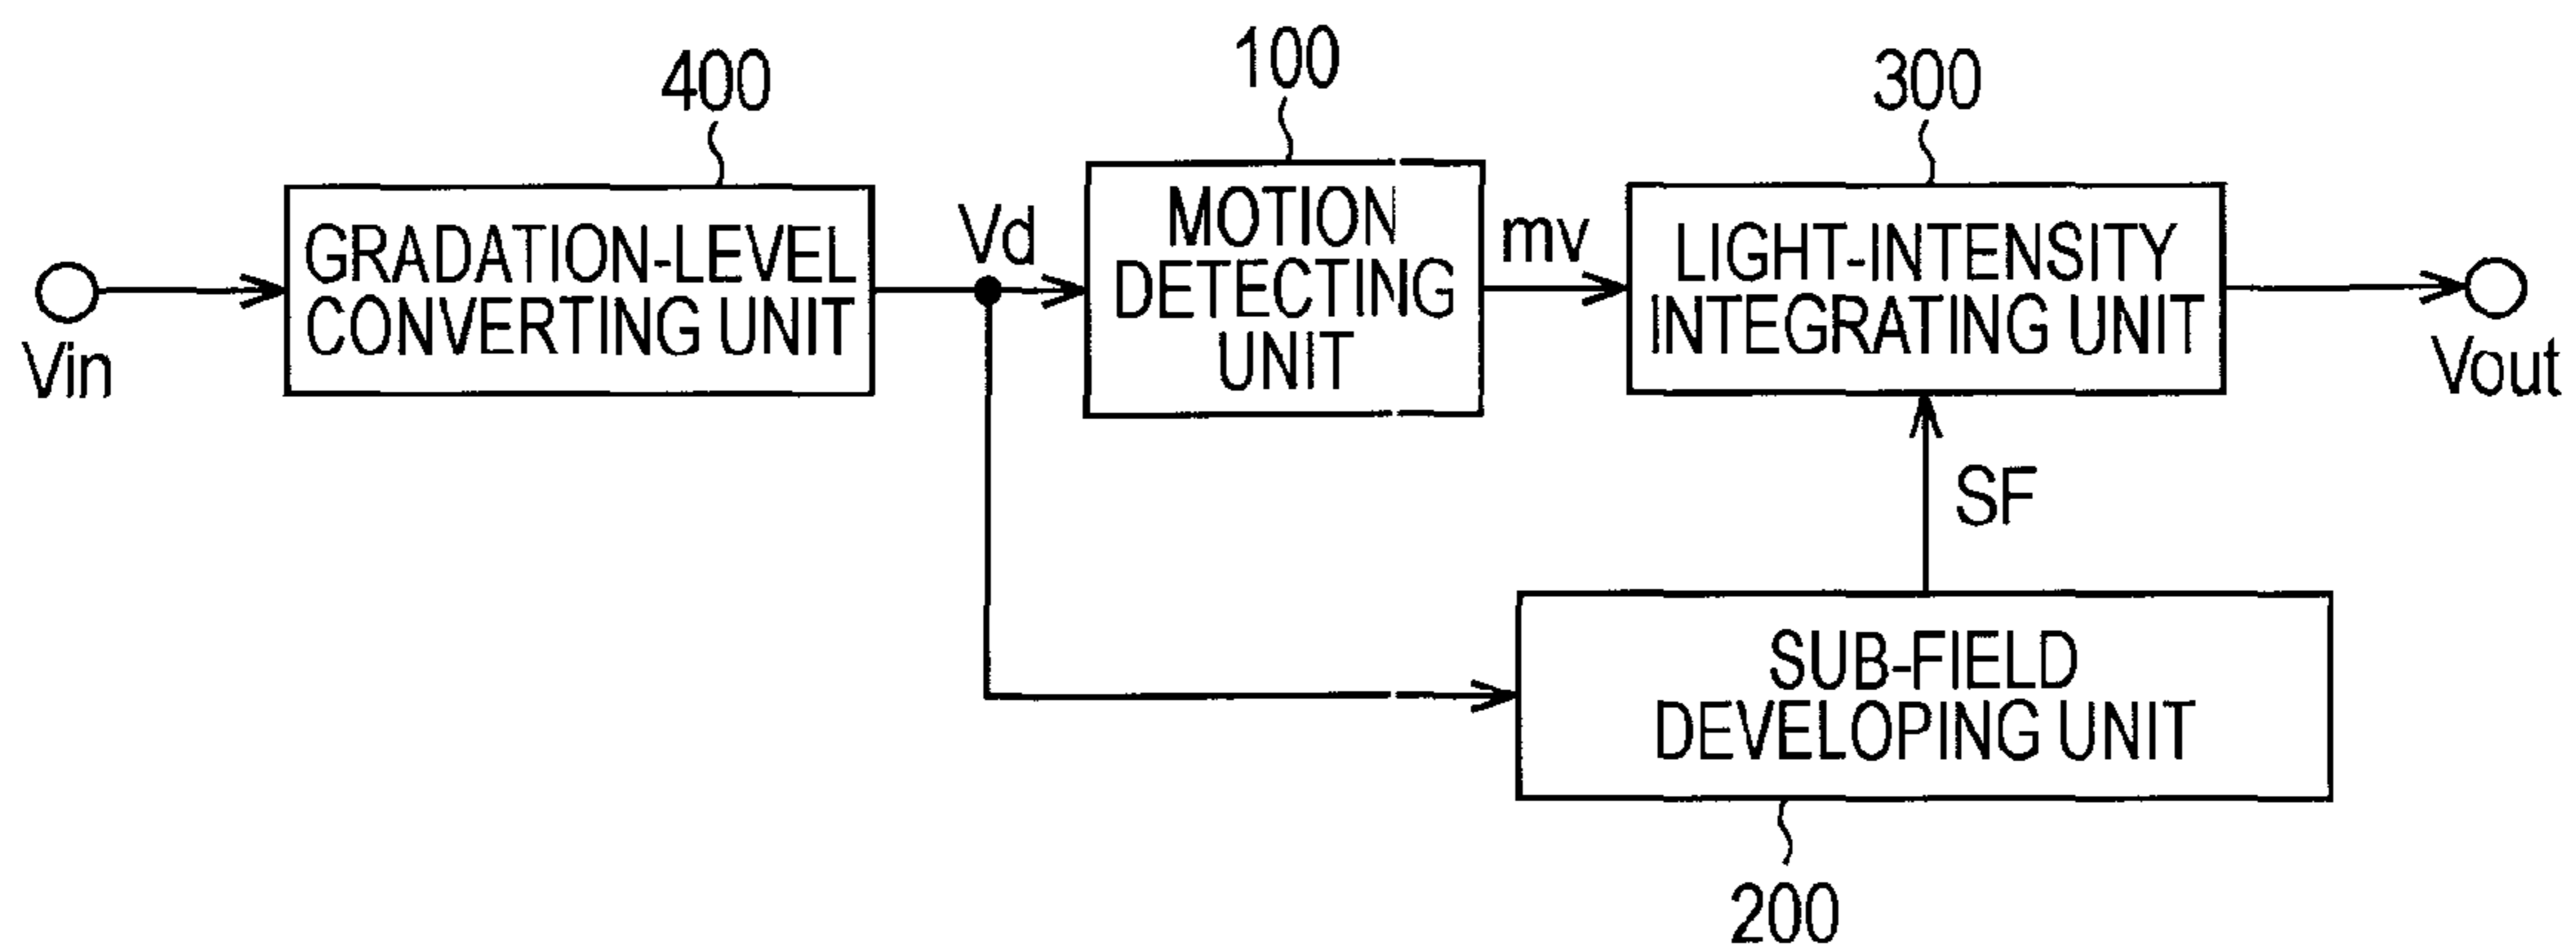 400
100
300
Vin
GRADATION-LEVEL
CONVERTING UNIT
Vd
MOTION
DETECTING
UNIT
mv
LIGHT-INTENSITY
INTEGRATING UNIT
Vout
SF
SUB-FIELD
DEVELOPING UNIT
200